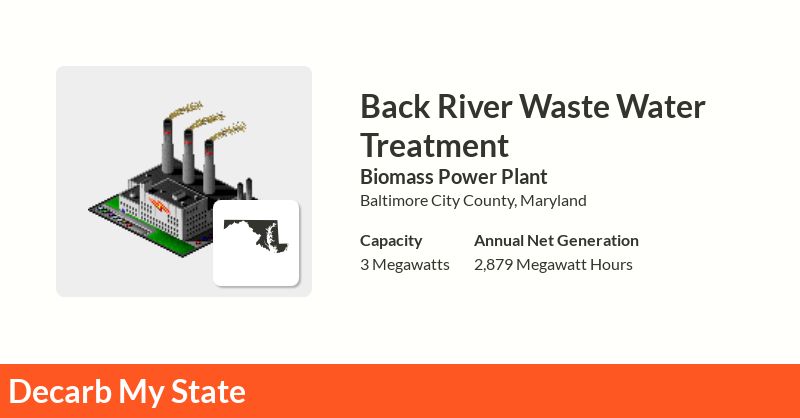 Back River Waste Water
Treatment
Biomass Power Plant
Baltimore City County, Maryland
Capacity
Annual Net Generation
3 Megawatts
2,879 Megawatt Hours
Decarb My State